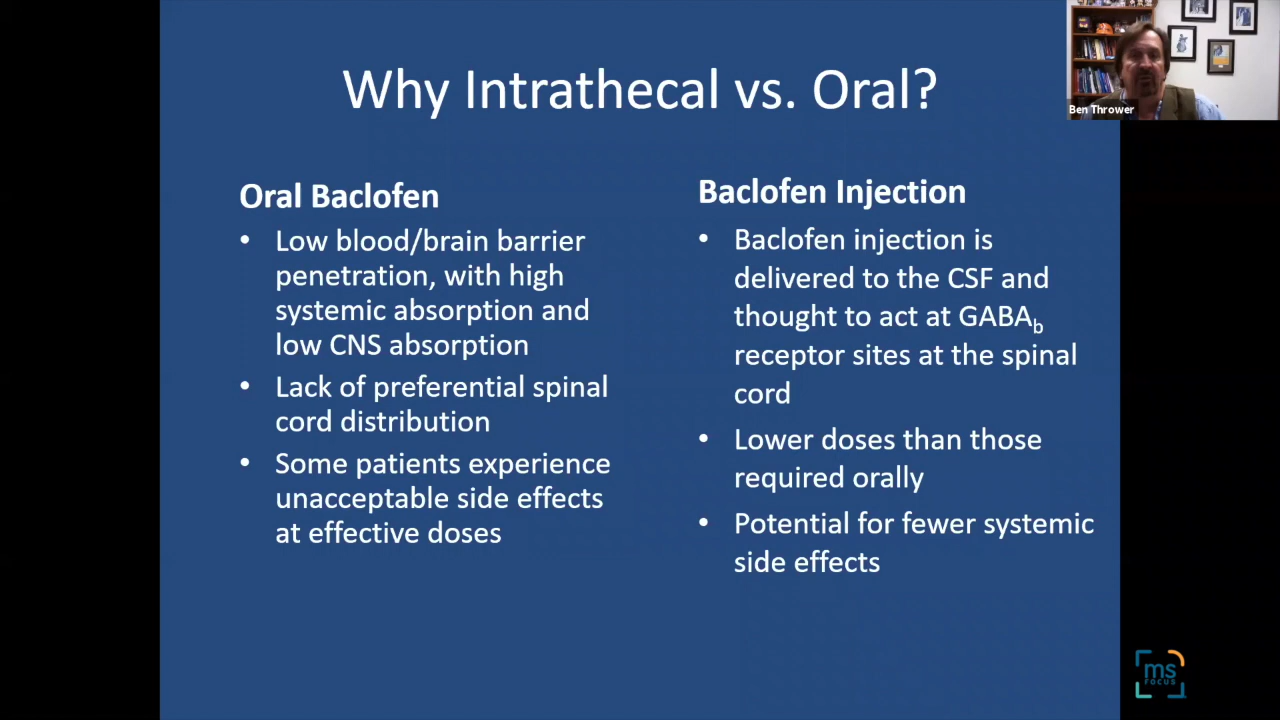 Why Intrathecal vs. Oral?
Ben Thrower
Oral Baclofen
• Low blood/brain barrier
penetration, with high
systemic absorption and
low CNS absorption
• Lack of preferential spinal
cord distribution
• Some patients experience
unacceptable side effects
at effective doses
Baclofen Injection
• Baclofen injection is
delivered to the CSF and
thought to act at GABAb
receptor sites at the spinal
cord
• Lower doses than those
required orally
• Potential for fewer systemic
side effects
ms
FOCUS